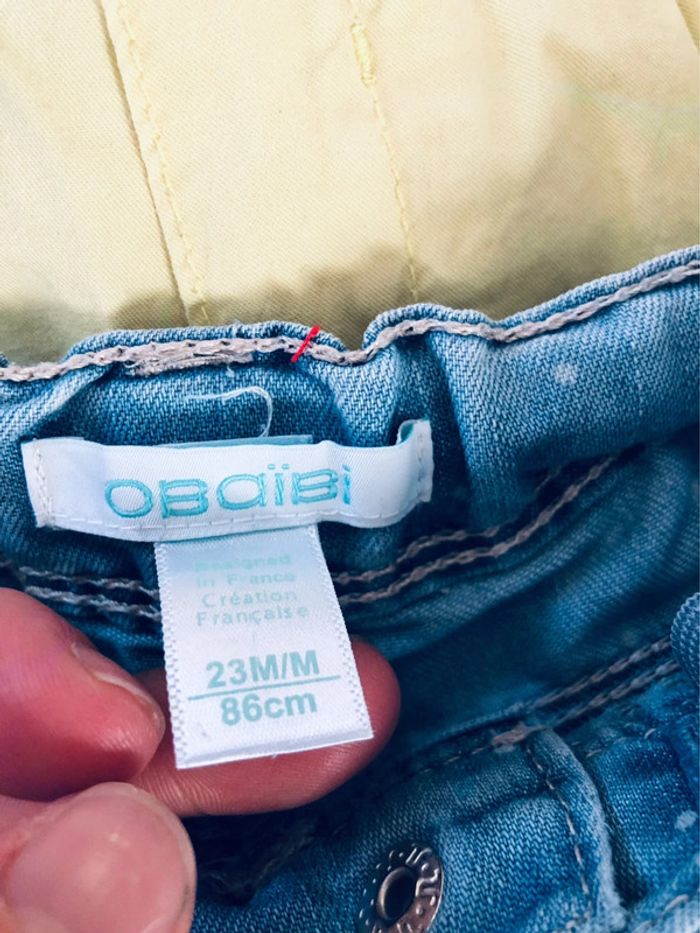 OBaïBi
Designed
in France
Création
Française
23M/M
86cm